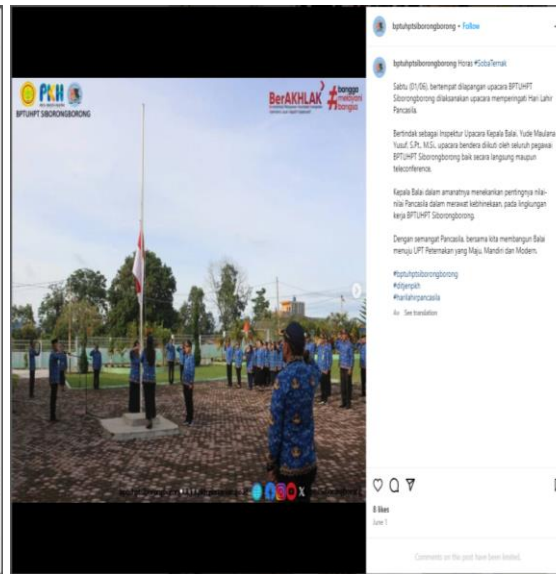 PKH
BPTUHPT SIBORONGBORONG
BerAKHLAK
#bangga
melayani
bangsa
bptuhptsiborongborong • Follow
bptuhptsiborongborong Horas #SobaTernak
Sabtu (01/06), bertempat dilapangan upacara BPTUHPT
Siborongborong dilaksanakan upacara memperingati Hari Lahir
Pancasila.
Bertindak sebagai Inspektur Upacara Kepala Balai, Yude Maulana
Yusuf, S.Pt., M.Si., upacara bendera diikuti oleh seluruh pegawai
BPTUHPT Siborongborong baik secara langsung maupun
teleconference.
Kepala Balai dalam amanatnya menekankan pentingnya nilai-
nilai Pancasila dalam merawat kebhinekaan, pada lingkungan
kerja BPTUHPT Siborongborong.
Dengan semangat Pancasila, bersama kita membangun Balai
menuju UPT Peternakan yang Maju, Mandiri dan Modern.
#bptuhptsiborongborong
#ditjenpkh
#harilahirpancasila
4w See translation
8 likes
June 1
Comments on this post have been limited.